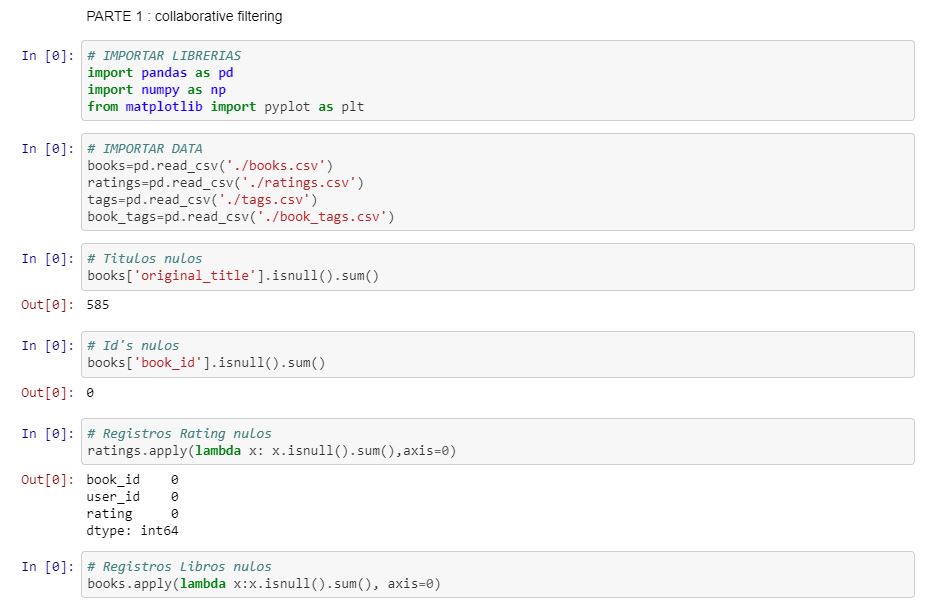 PARTE 1 : collaborative filtering
In [0]: # IMPORTAR LIBRERIAS
import pandas as pd
import numpy as np
from matplotlib import pyplot as plt
In [0]: # IMPORTAR DATA
books=pd.read_csv('./books.csv')
ratings=pd.read_csv('./ratings.csv')
tags=pd.read_csv('./tags.csv')
book_tags=pd.read_csv('./book_tags.csv')
In [0]: # Titulos nulos
books['original_title'].isnull().sum()
Out[0]: 585
In [0]: # Id's nulos
books['book_id'].isnull().sum()
Out[0]: 0
In [0]: # Registros Rating nulos
ratings.apply(lambda x: x.isnull().sum(),axis=0)
Out[0]: book_id    0
user_id    0
rating     0
dtype: int64
In [0]: # Registros Libros nulos
books.apply(lambda x:x.isnull().sum(), axis=0)